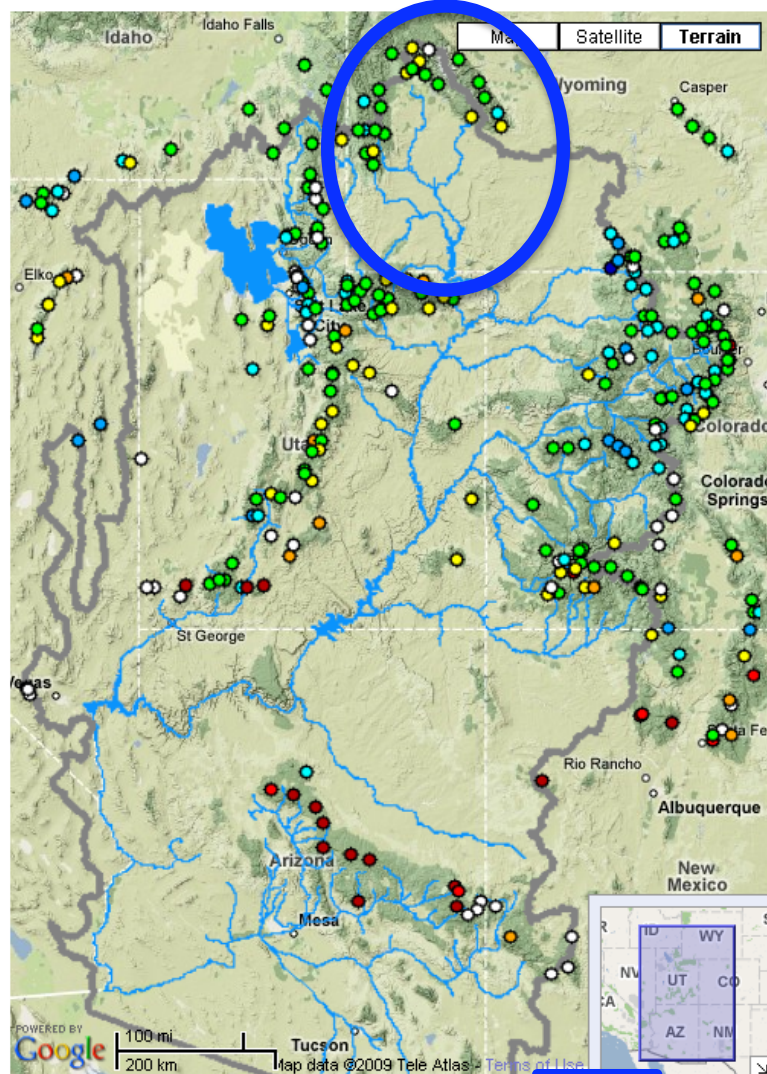 Idaho Falls
Idaho
Satellite
Terrain
Wyoming
Casper
Elko
City
Colorado
Colorado
Springs
St George
Rio Rancho
Albuquerque
New
Mexico
Arizona
Mesa
Tucson
ID
WY
NV
UT
CO
CA
AZ
NM
POWERED BY
Google
100 mi
200 km
Map data ©2009 Tele Atlas - Terms of Use